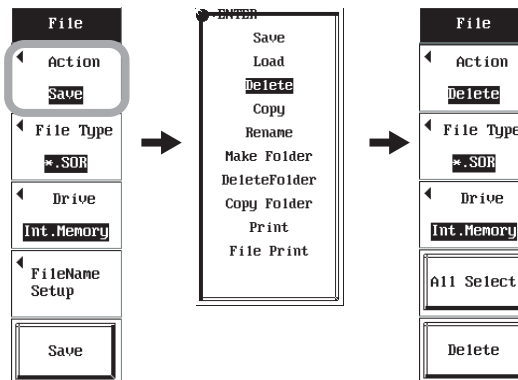 File
Action
Save
File Type
*.SOR
Drive
Int.Memory
FileName
Setup
Save
ENTER
Save
Load
Delete
Copy
Rename
Make Folder
DeleteFolder
Copy Folder
Print
File Print
File
Action
Delete
File Type
*.SOR
Drive
Int.Memory
All Select
Delete